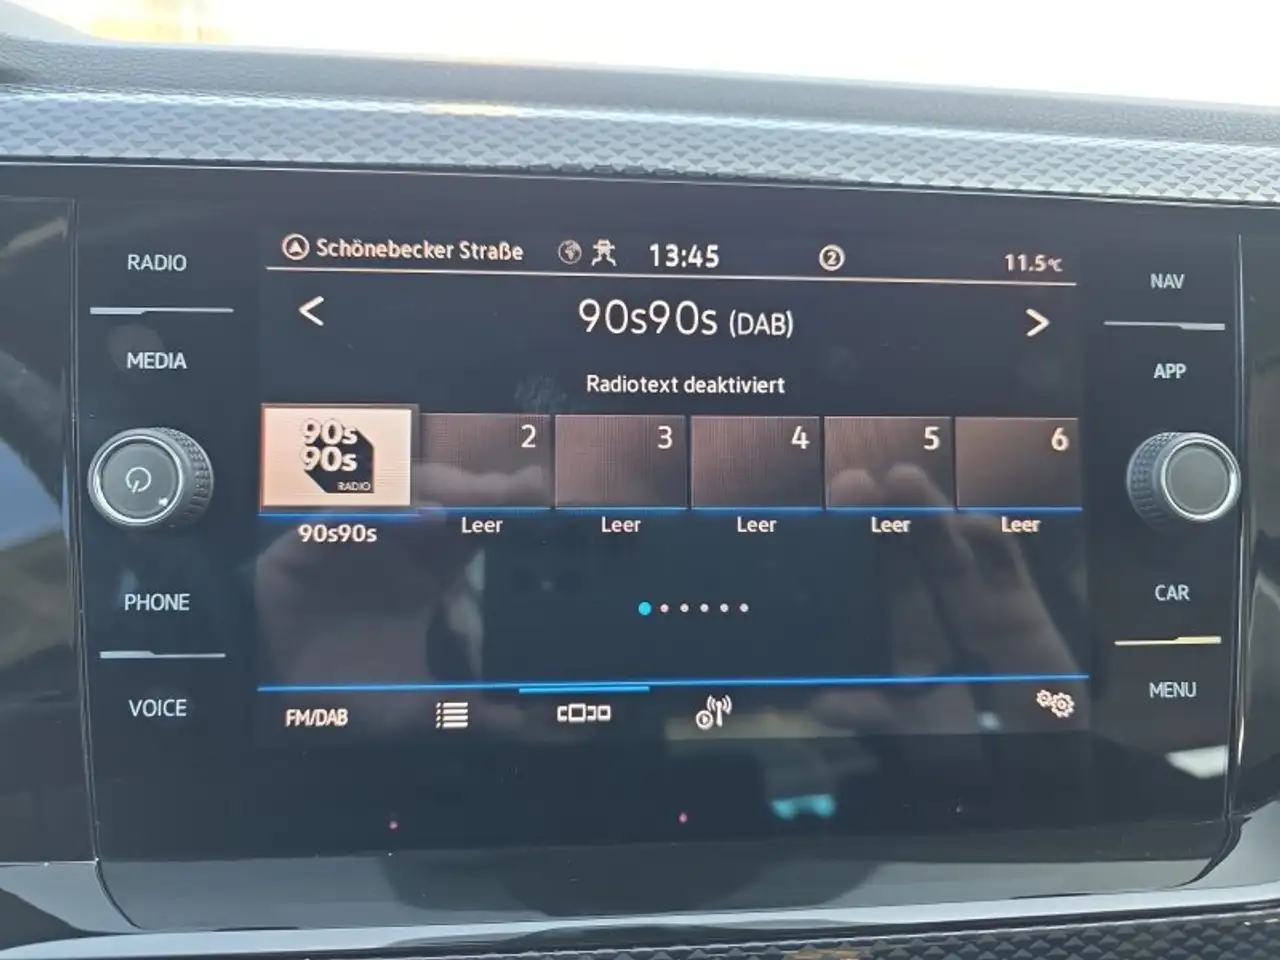 RADIO
MEDIA
PHONE
VOICE
Schönebecker Straße 13:45 2 11.5°C
90s90s (DAB)
Radiotext deaktiviert
90s
90s
RADIO
2 3 4 5 6
90s90s Leer Leer Leer Leer Leer
FM/DAB
NAV
APP
CAR
MENU